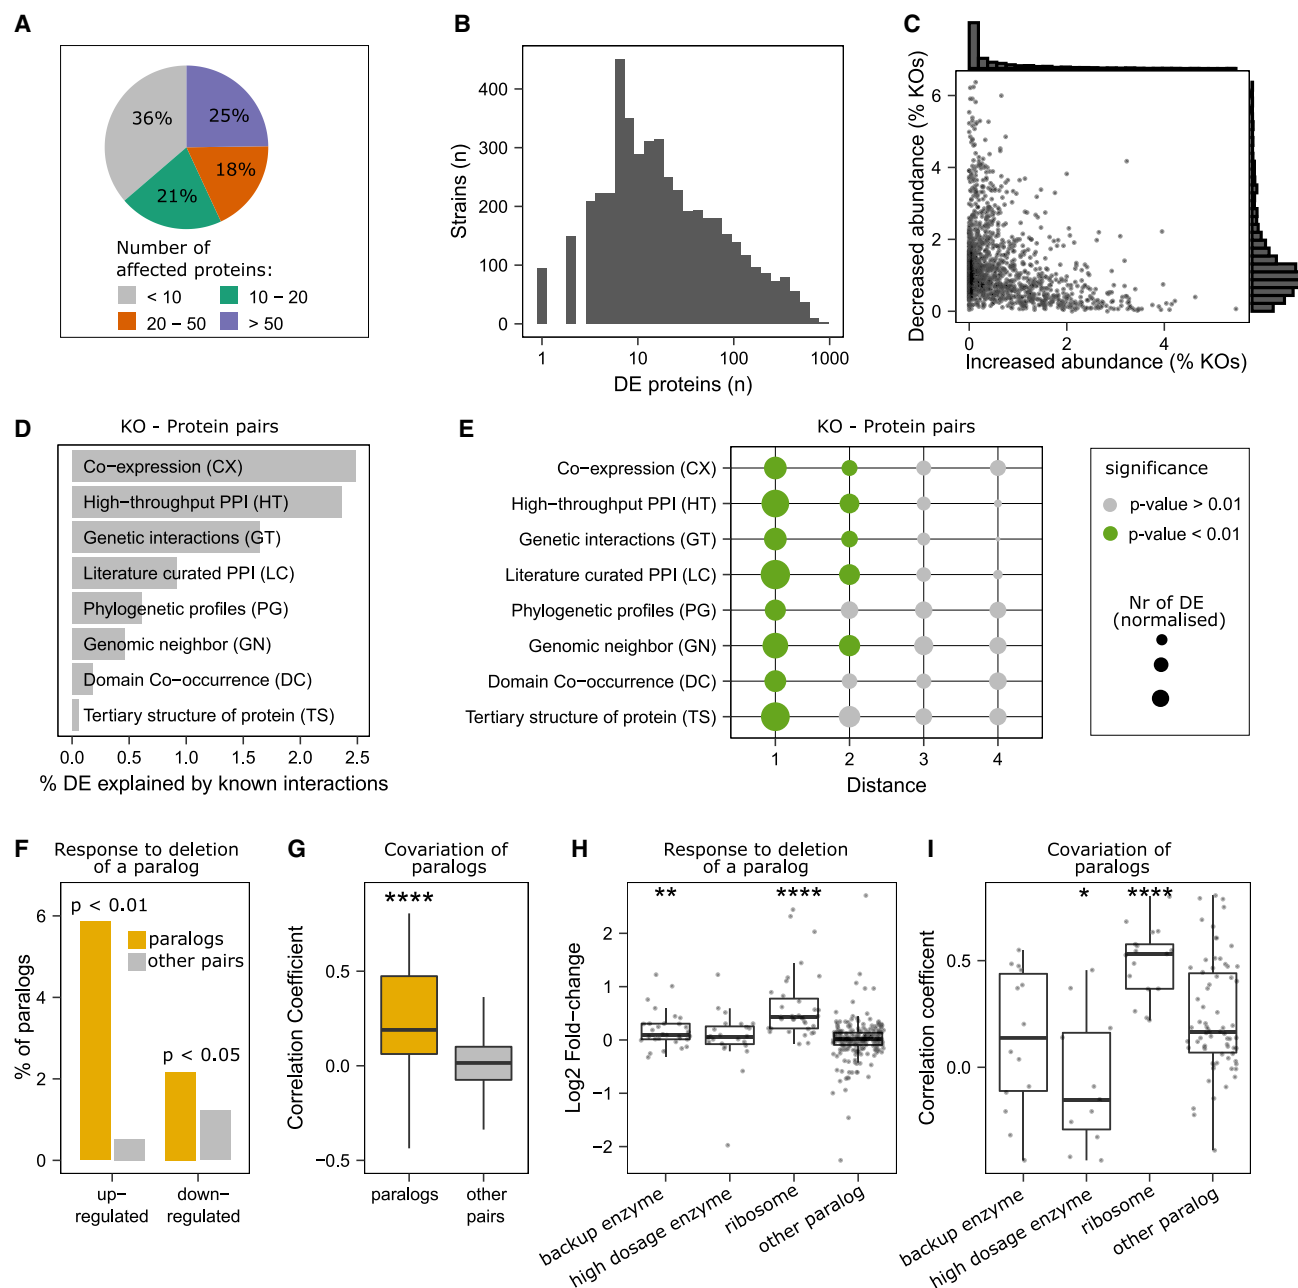 A
36%
25%
18%
21%
Number of
affected proteins:
< 10
10 − 20
20 − 50
> 50
B
Strains (n)
400
300
200
100
0
1
10
100
1000
DE proteins (n)
C
Decreased abundance (% KOs)
6
4
2
0
0
2
4
Increased abundance (% KOs)
D
KO - Protein pairs
Co−expression (CX)
High−throughput PPI (HT)
Genetic interactions (GT)
Literature curated PPI (LC)
Phylogenetic profiles (PG)
Genomic neighbor (GN)
Domain Co−occurrence (DC)
Tertiary structure of protein (TS)
0.0
0.5
1.0
1.5
2.0
2.5
% DE explained by known interactions
E
KO - Protein pairs
Co−expression (CX)
High−throughput PPI (HT)
Genetic interactions (GT)
Literature curated PPI (LC)
Phylogenetic profiles (PG)
Genomic neighbor (GN)
Domain Co−occurrence (DC)
Tertiary structure of protein (TS)
1
2
3
4
Distance
significance
p-value > 0.01
p-value < 0.01
Nr of DE
(normalised)
F
Response to deletion
of a paralog
% of paralogs
6
4
2
0
p < 0.01
paralogs
other pairs
p < 0.05
up−
regulated
down−
regulated
G
Covariation of
paralogs
Correlation Coefficient
0.5
0.0
−0.5
****
paralogs
other
pairs
H
Response to deletion
of a paralog
Log2 Fold−change
2
1
0
−1
−2
**
****
backup enzyme
high dosage enzyme
ribosome
other paralog
I
Covariation of
paralogs
Correlation coefficent
0.5
0.0
*
****
backup enzyme
high dosage enzyme
ribosome
other paralog